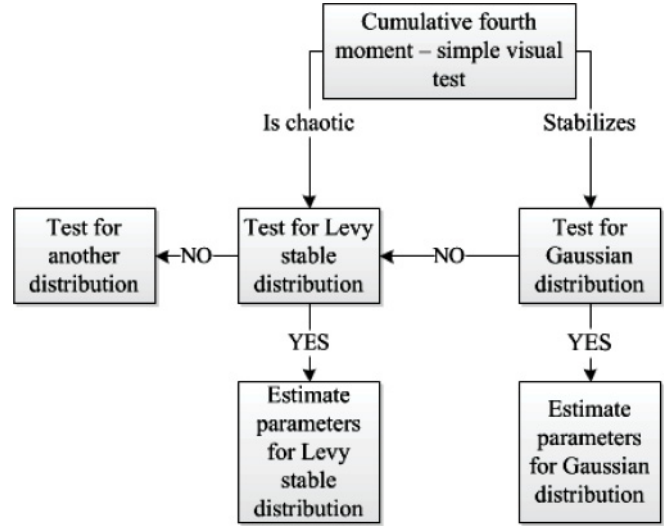 Cumulative fourth
moment – simple visual
test
Is chaotic
Stabilizes
Test for
another
distribution
NO
Test for Levy
stable
distribution
NO
Test for
Gaussian
distribution
YES
YES
Estimate
parameters
for Levy
stable
distribution
Estimate
parameters
for Gaussian
distribution